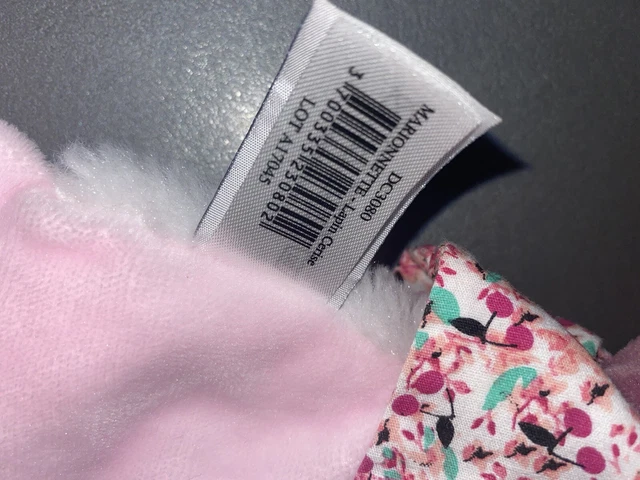 DC3080
MARIONNETTE - Lapin Cerise
3 700335 230802
LOT A17045